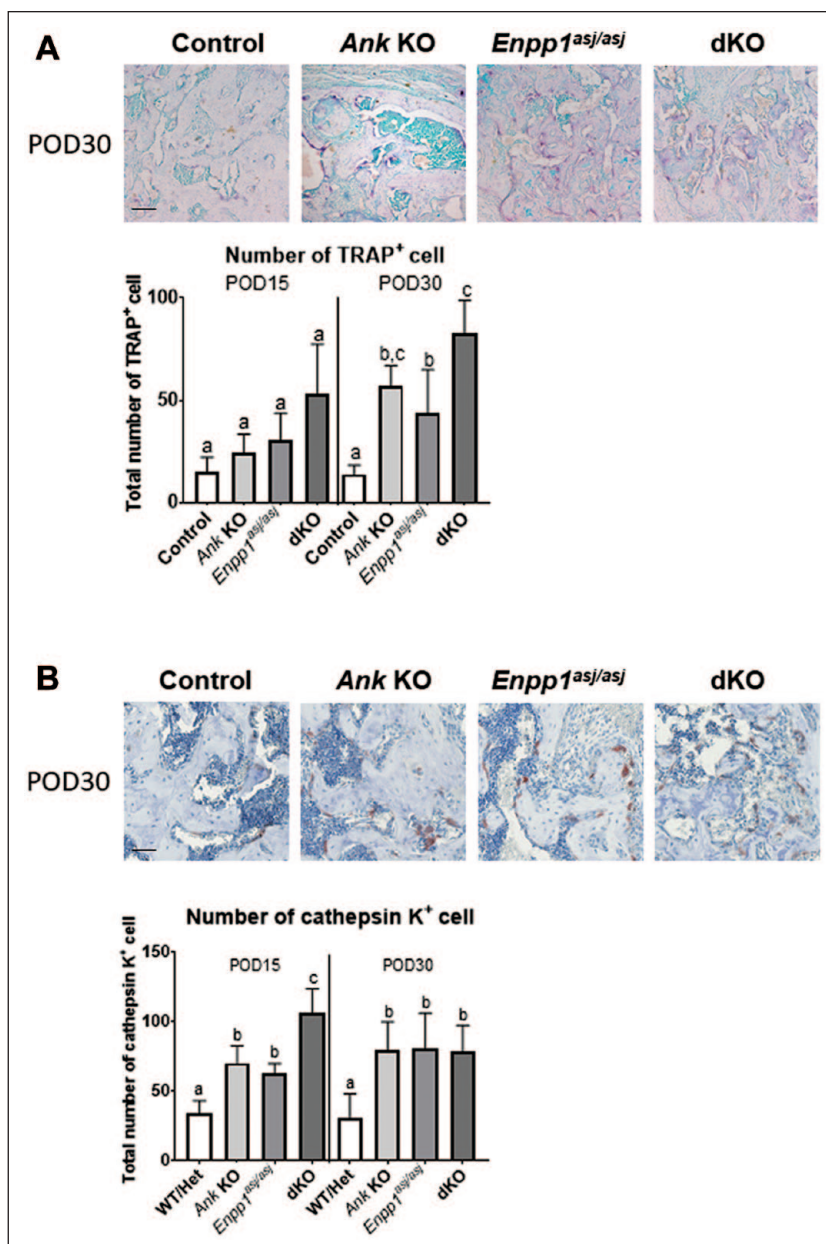 A
Control Ank KO Enpp1asj/asj dKO
POD30
Number of TRAP+ cell
POD15 POD30
Total number of TRAP+ cell
100
50
0
a a a a a b,c b c
Control Ank KO Enpp1asj/asj dKO Control Ank KO Enpp1asj/asj dKO
B
Control Ank KO Enpp1asj/asj dKO
POD30
Number of cathepsin K+ cell
POD15 POD30
Total number of cathepsin K+ cell
150
100
50
0
a b b c a b b b
WT/Het Ank KO Enpp1asj/asj dKO WT/Het Ank KO Enpp1asj/asj dKO